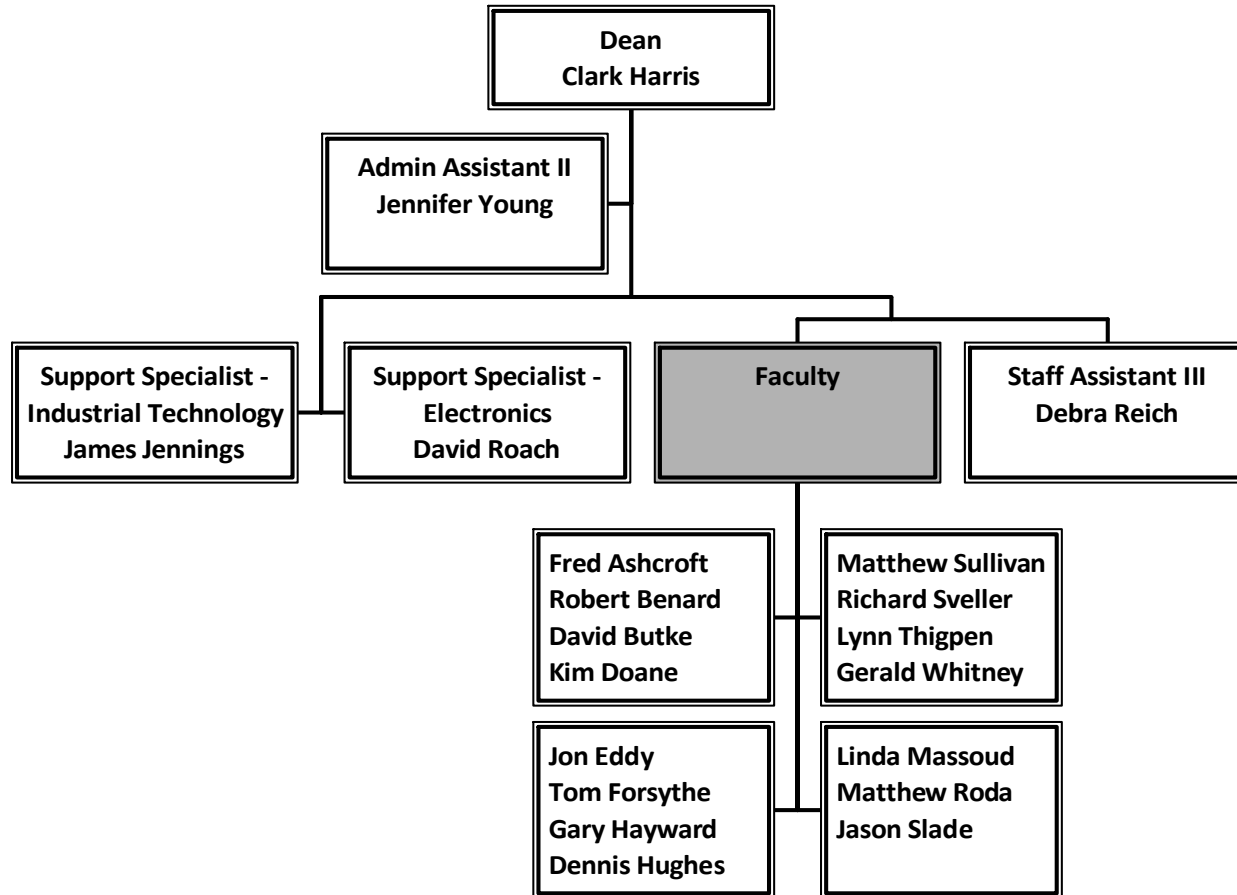 Dean
Clark Harris
Admin Assistant II
Jennifer Young
Support Specialist -
Industrial Technology
James Jennings
Support Specialist -
Electronics
David Roach
Faculty
Staff Assistant III
Debra Reich
Fred Ashcroft
Robert Benard
David Butke
Kim Doane
Matthew Sullivan
Richard Sveller
Lynn Thigpen
Gerald Whitney
Jon Eddy
Tom Forsythe
Gary Hayward
Dennis Hughes
Linda Massoud
Matthew Roda
Jason Slade